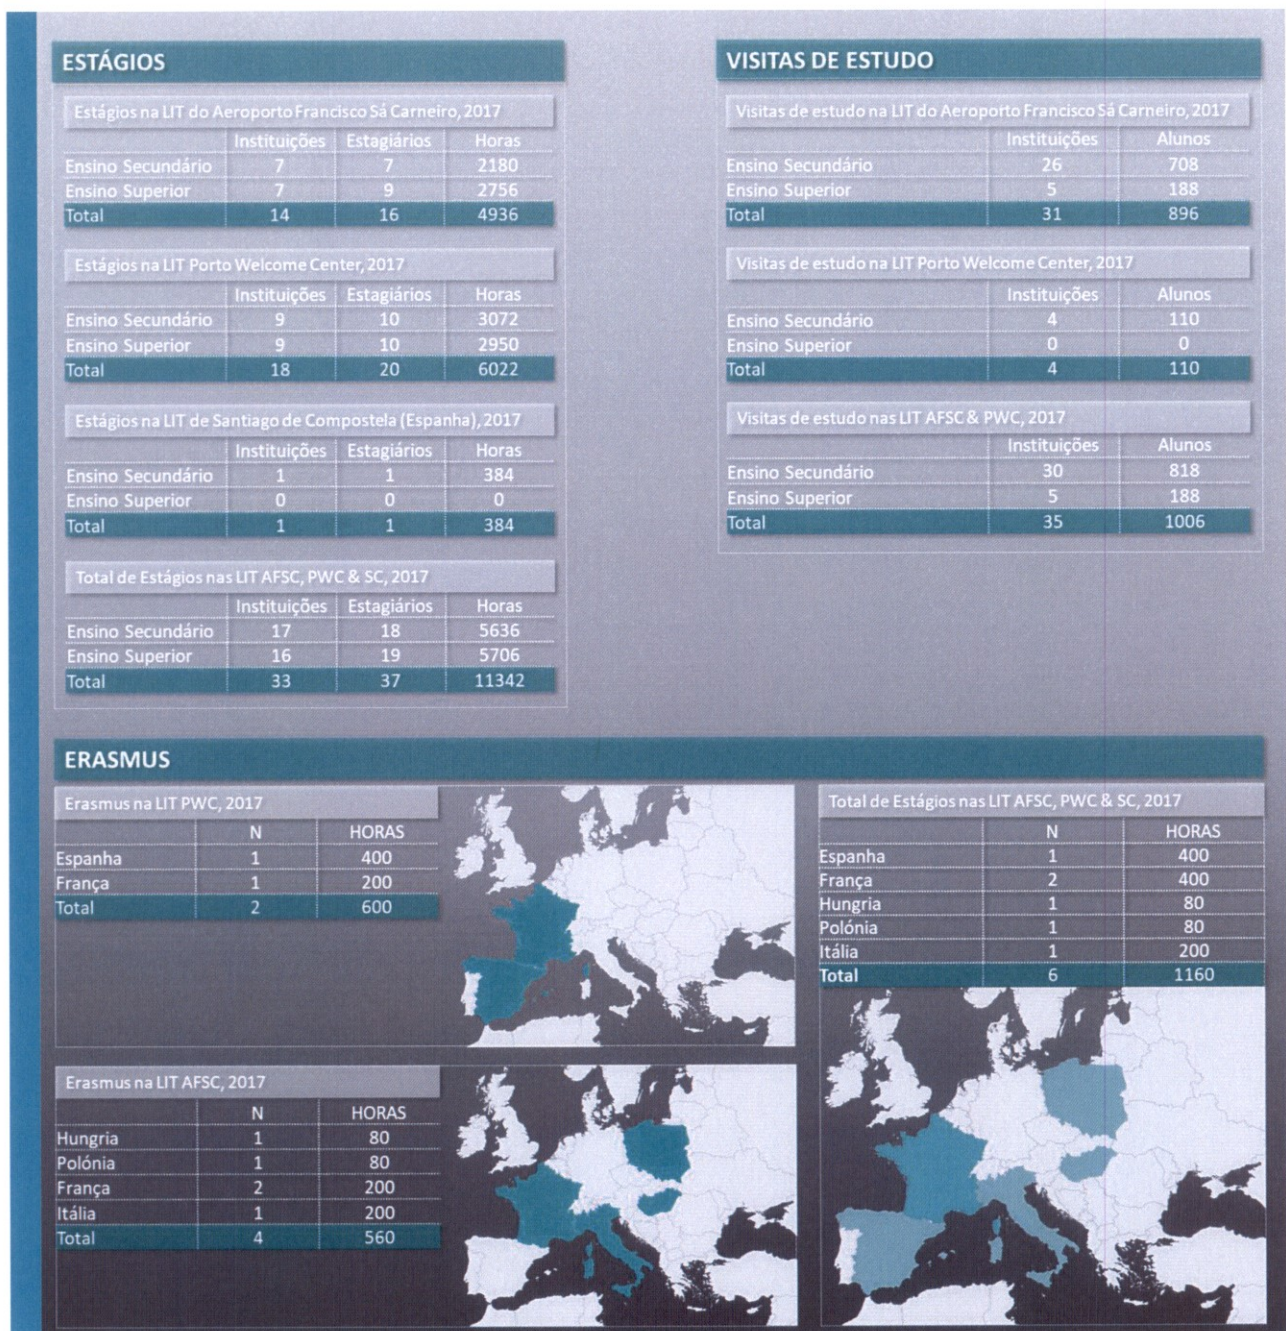 ESTÁGIOS
Estágios na LIT do Aeroporto Francisco Sá Carneiro, 2017
Instituições Estagiários Horas
Ensino Secundário 7 7 2180
Ensino Superior 7 9 2756
Total 14 16 4936
Estágios na LIT Porto Welcome Center, 2017
Instituições Estagiários Horas
Ensino Secundário 9 10 3072
Ensino Superior 9 10 2950
Total 18 20 6022
Estágios na LIT de Santiago de Compostela (Espanha), 2017
Instituições Estagiários Horas
Ensino Secundário 1 1 384
Ensino Superior 0 0 0
Total 1 1 384
Total de Estágios nas LIT AFSC, PWC & SC, 2017
Instituições Estagiários Horas
Ensino Secundário 17 18 5636
Ensino Superior 16 19 5706
Total 33 37 11342
VISITAS DE ESTUDO
Visitas de estudo na LIT do Aeroporto Francisco Sá Carneiro, 2017
Instituições Alunos
Ensino Secundário 26 708
Ensino Superior 5 188
Total 31 896
Visitas de estudo na LIT Porto Welcome Center, 2017
Instituições Alunos
Ensino Secundário 4 110
Ensino Superior 0 0
Total 4 110
Visitas de estudo nas LIT AFSC & PWC, 2017
Instituições Alunos
Ensino Secundário 30 818
Ensino Superior 5 188
Total 35 1006
ERASMUS
Erasmus na LIT PWC, 2017
N HORAS
Espanha 1 400
França 1 200
Total 2 600
Erasmus na LIT AFSC, 2017
N HORAS
Hungria 1 80
Polónia 1 80
França 2 200
Itália 1 200
Total 4 560
Total de Estágios nas LIT AFSC, PWC & SC, 2017
N HORAS
Espanha 1 400
França 2 400
Hungria 1 80
Polónia 1 80
Itália 1 200
Total 6 1160